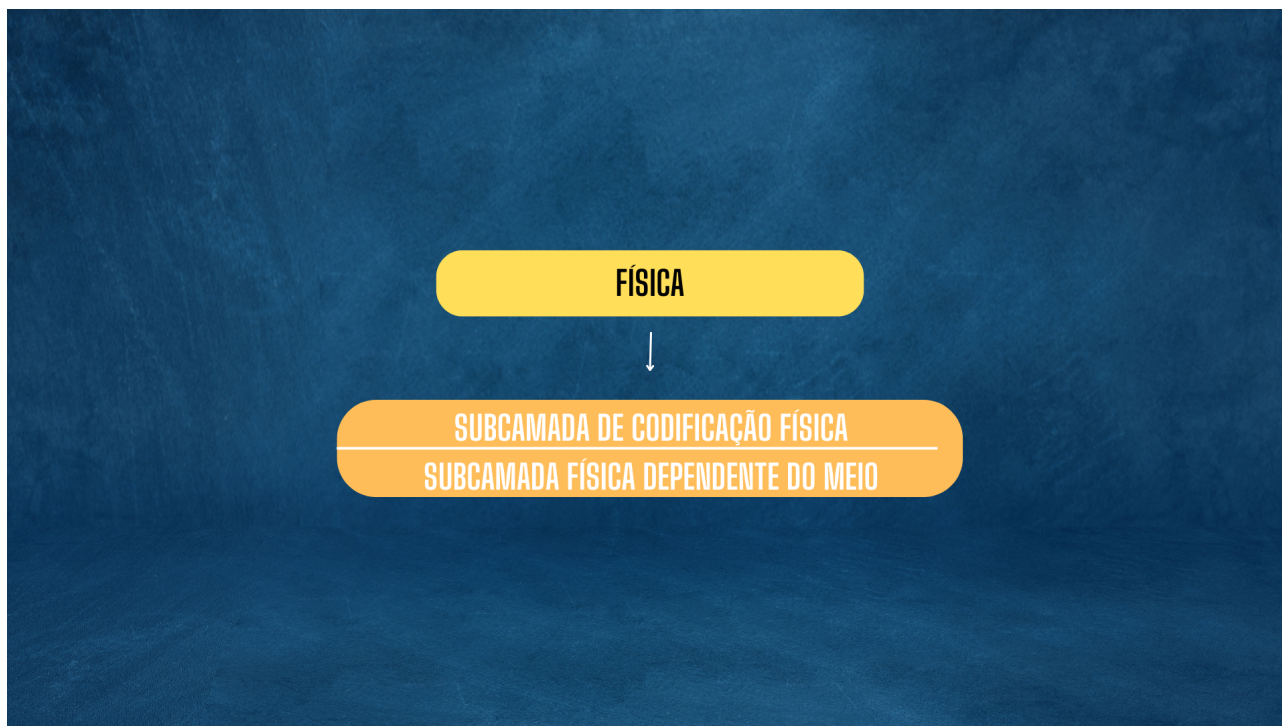 FÍSICA
SUBCAMADA DE CODIFICAÇÃO FÍSICA
SUBCAMADA FÍSICA DEPENDENTE DO MEIO